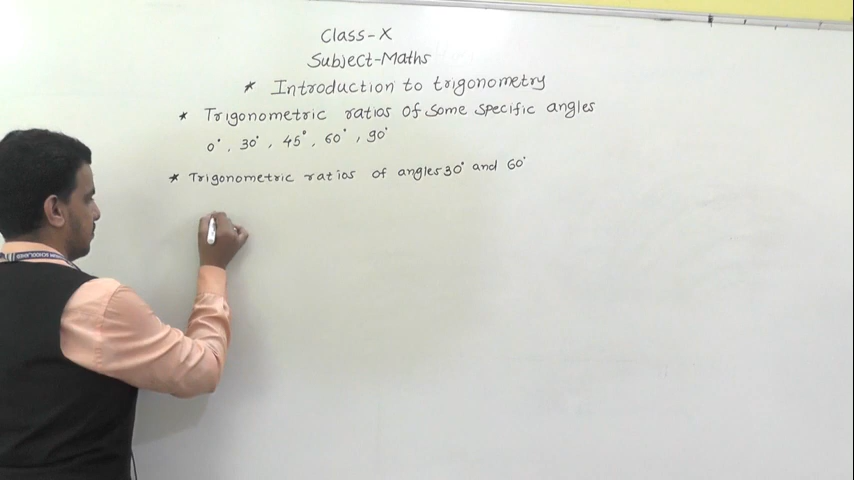 Class-X
Subject-Maths
* Introduction to trigonometry
* Trigonometric ratios of some specific angles
0°, 30°, 45°, 60°, 90°
* Trigonometric ratios of angles 30° and 60°